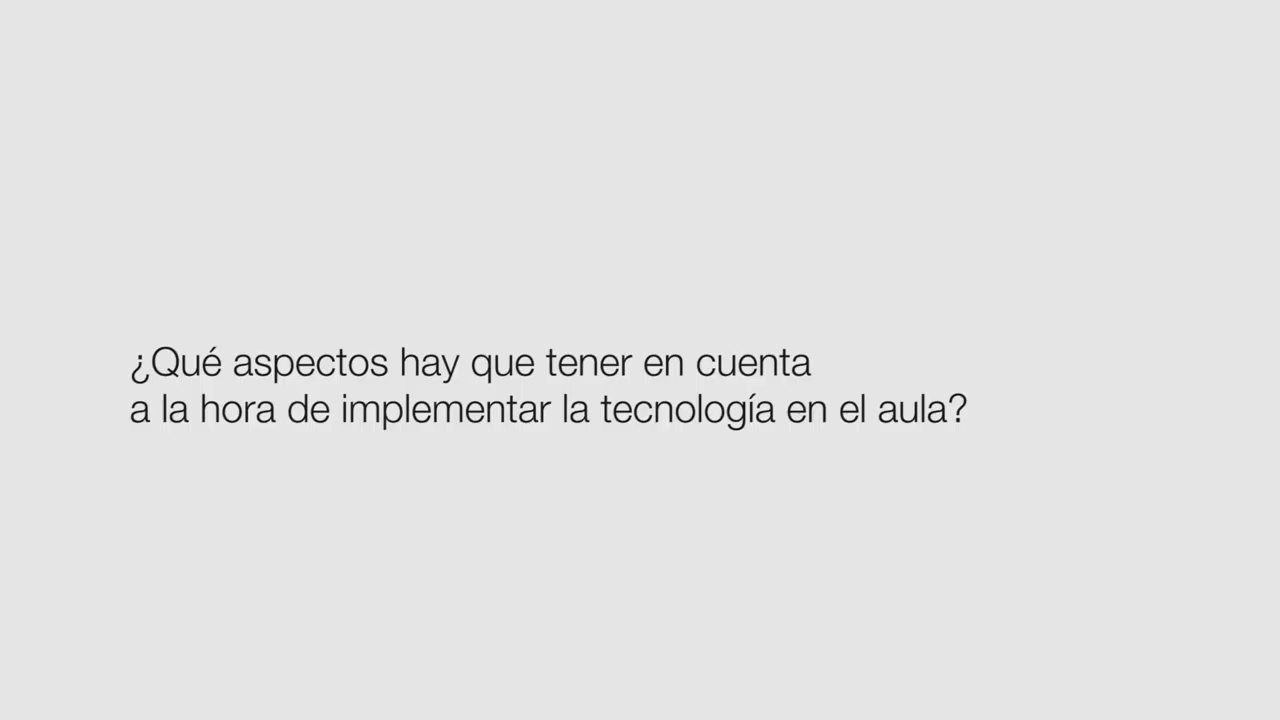 ¿Qué aspectos hay que tener en cuenta
a la hora de implementar la tecnología en el aula?